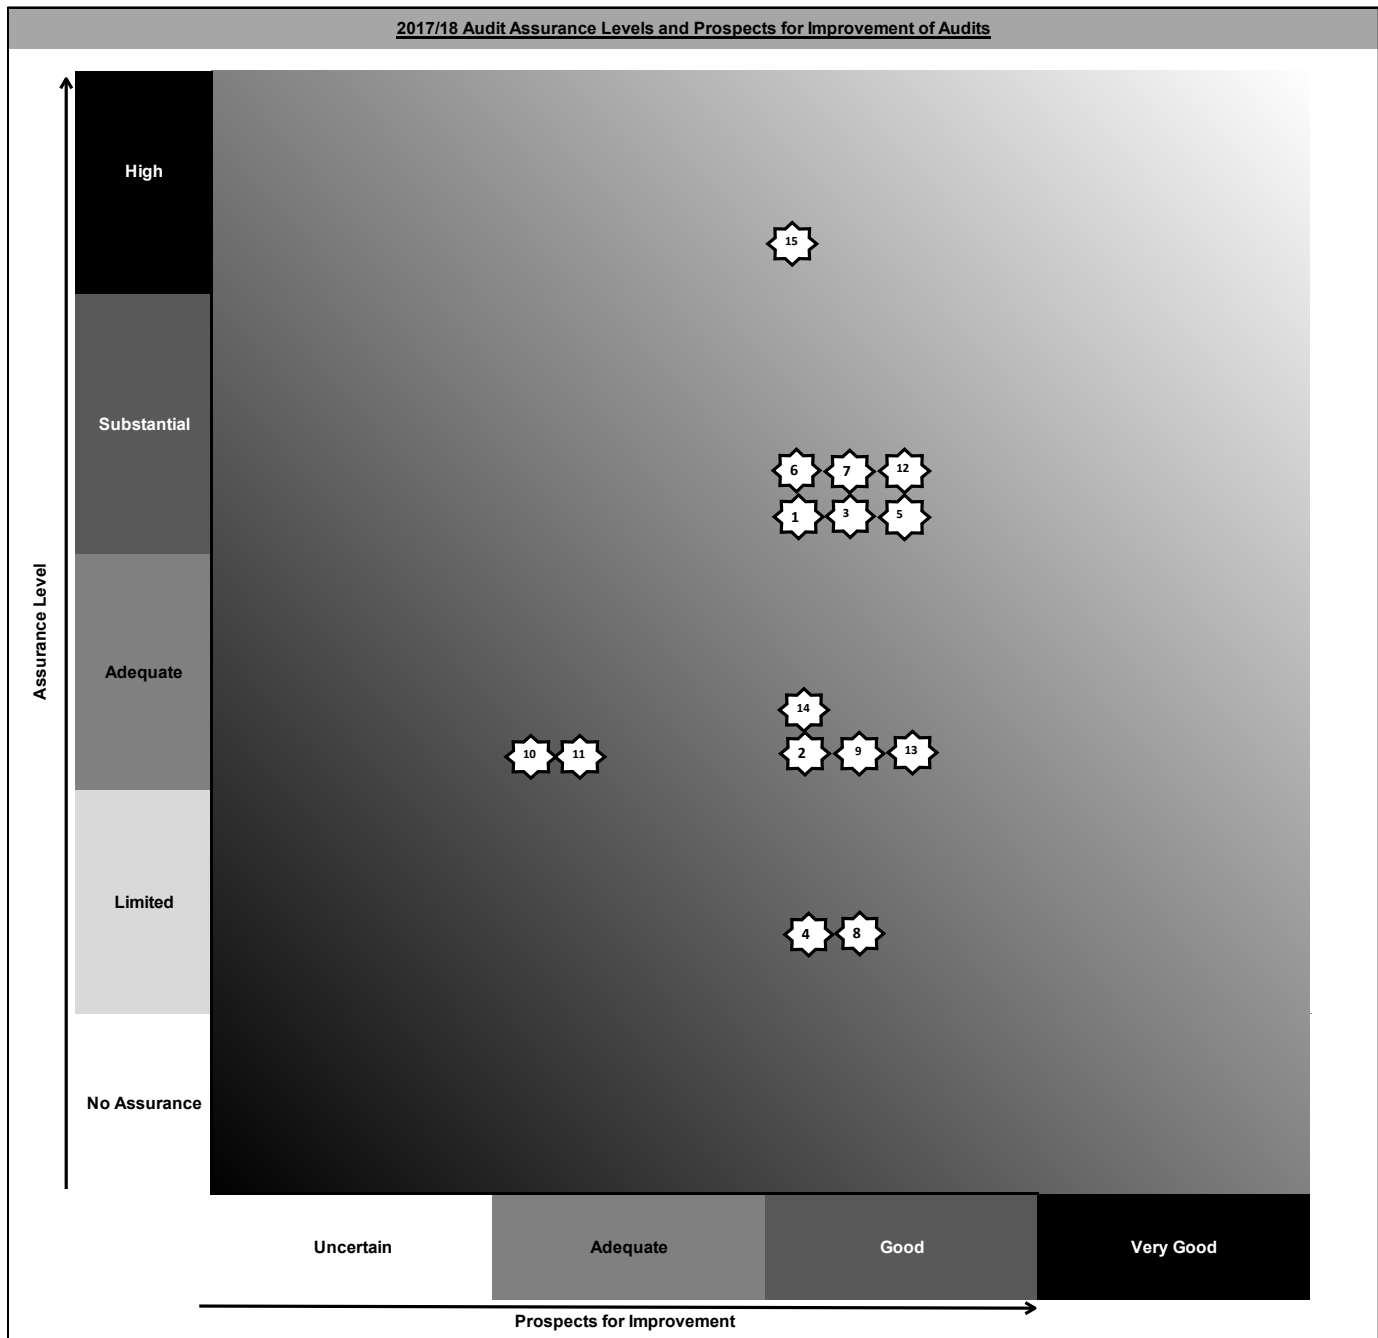 2017/18 Audit Assurance Levels and Prospects for Improvement of Audits
High
15
Substantial
6 7 12
1 3 5
Assurance Level
Adequate
14
10 11 2 9 13
Limited
4 8
No Assurance
Uncertain Adequate Good Very Good
Prospects for Improvement